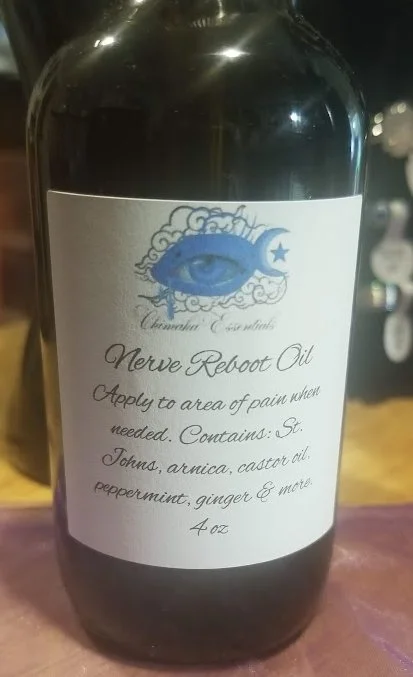 Chimaka' Essentials
Nerve Reboot Oil
Apply to area of pain when
needed. Contains: St.
Johns, arnica, castor oil,
peppermint, ginger & more.
4 oz